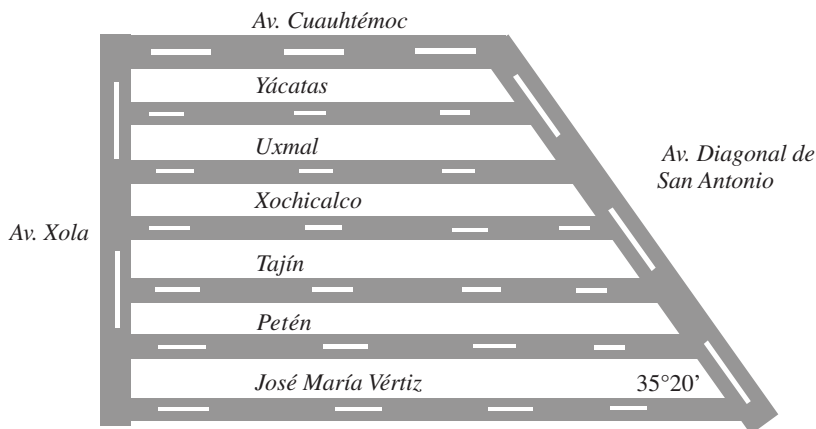 Av. Cuauhtémoc
Yácatas
Uxmal
Av. Diagonal de
San Antonio
Xochicalco
Av. Xola
Tajín
Petén
José María Vértiz
35°20’